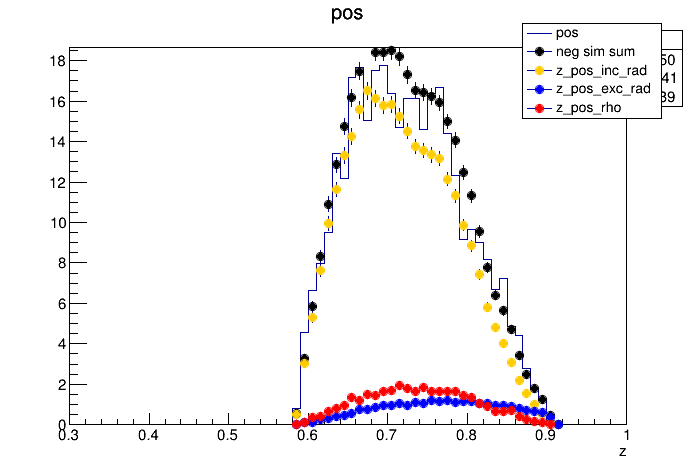 pos
pos
neg sim sum
z_pos_inc_rad
z_pos_exc_rad
z_pos_rho
50
41
39
18
16
14
12
10
8
6
4
2
0
0.3 0.4 0.5 0.6 0.7 0.8 0.9 1
z